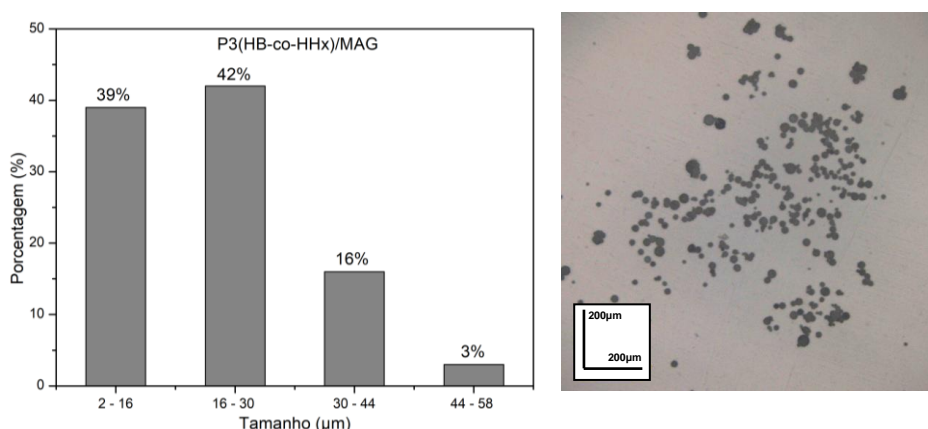 P3(HB-co-HHx)/MAG
50
40
30
20
10
0
Porcentagem (%)
39%
42%
16%
3%
2 - 16
16 - 30
30 - 44
44 - 58
Tamanho (µm)
200µm
200µm